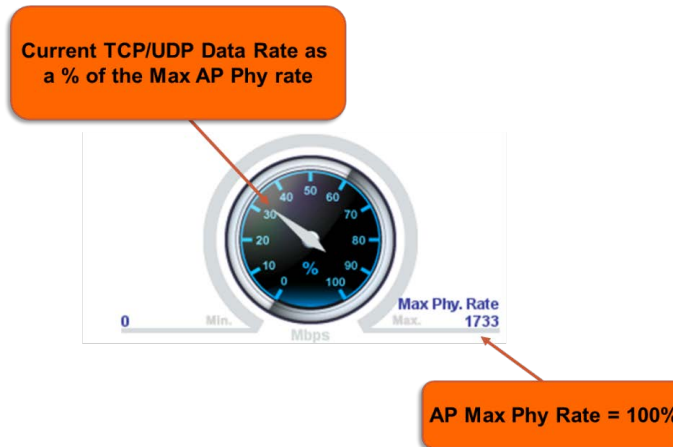 Current TCP/UDP Data Rate as
a % of the Max AP Phy rate
50
40
60
30
70
20
80
10
%
90
0
100
Max Phy. Rate
0
Min.
Max.
1733
Mbps
AP Max Phy Rate = 100%